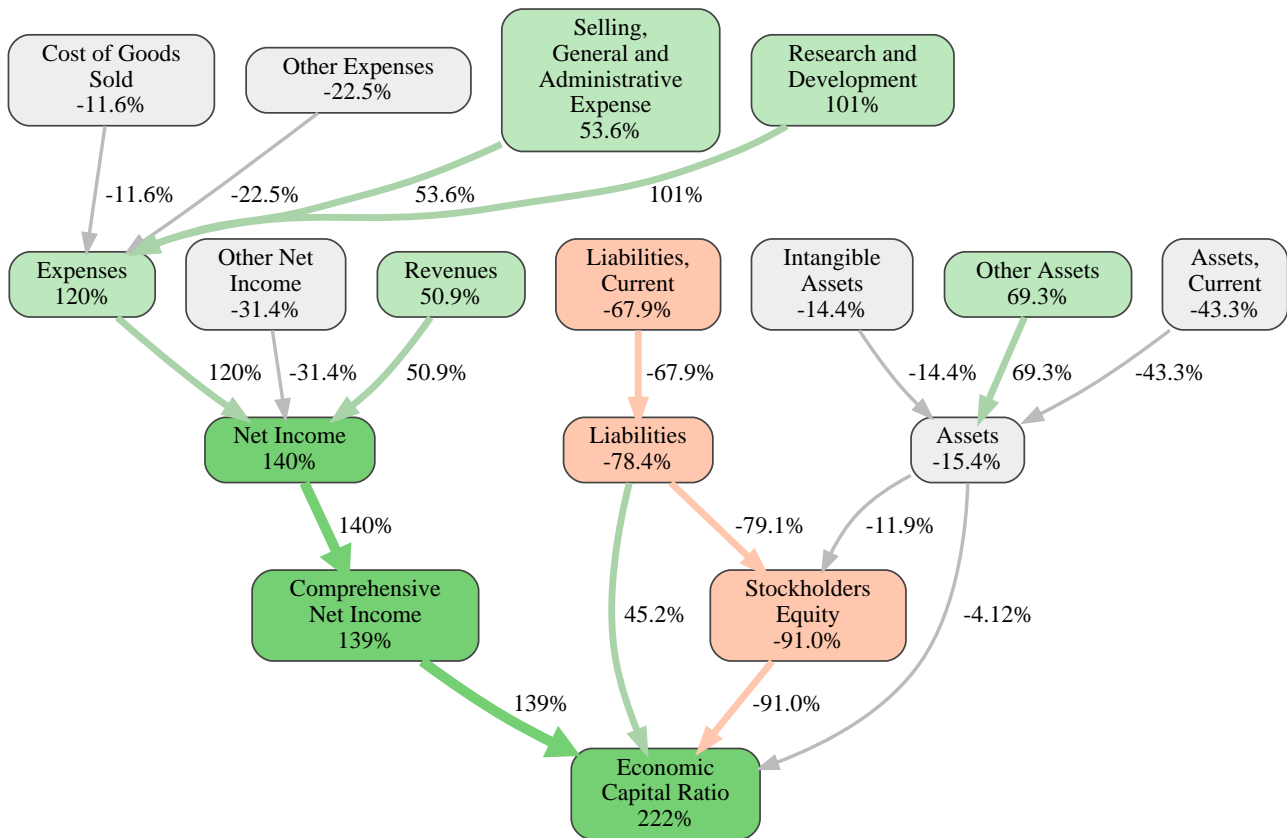 Cost of Goods
Sold
-11.6%
Other Expenses
-22.5%
Selling,
General and
Administrative
Expense
53.6%
Research and
Development
101%
-11.6%
-22.5%
53.6%
101%
Expenses
120%
Other Net
Income
-31.4%
Revenues
50.9%
Liabilities,
Current
-67.9%
Intangible
Assets
-14.4%
Other Assets
69.3%
Assets,
Current
-43.3%
120%
-31.4%
50.9%
-67.9%
-14.4%
69.3%
-43.3%
Net Income
140%
Liabilities
-78.4%
Assets
-15.4%
140%
-79.1%
-11.9%
Comprehensive
Net Income
139%
45.2%
Stockholders
Equity
-91.0%
-4.12%
139%
-91.0%
Economic
Capital Ratio
222%